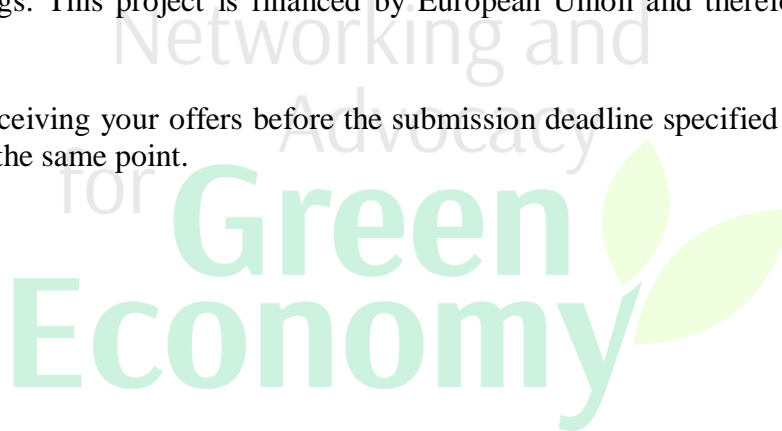 gs. This project is financed by European Union and therefo
Networking and
ceiving your offers before the submission deadline specified
Advocacy
the same point.
for Green
Economy